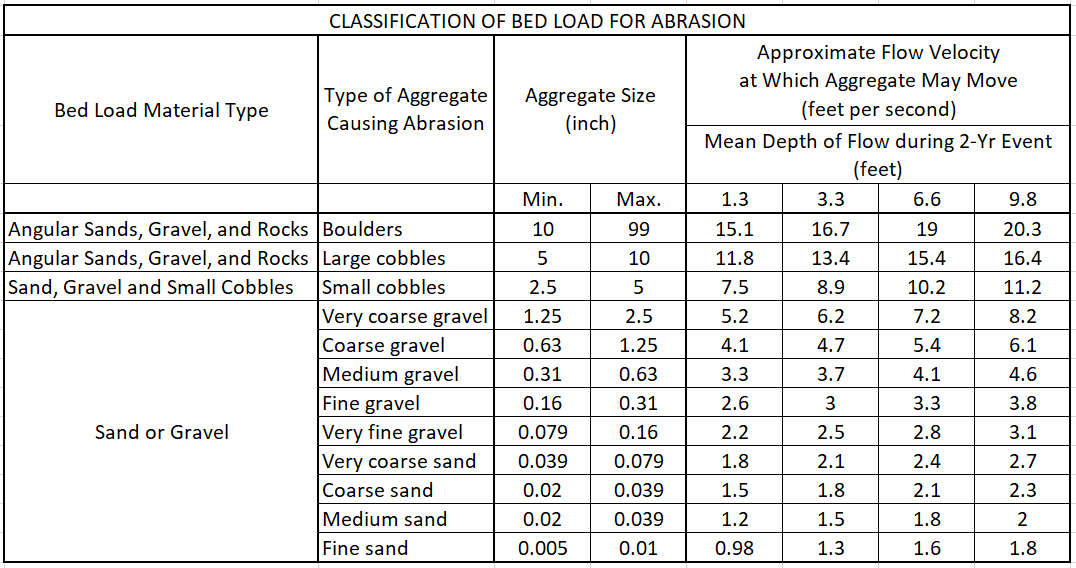 CLASSIFICATION OF BED LOAD FOR ABRASION
Bed Load Material Type
Type of Aggregate
Causing Abrasion
Aggregate Size
(inch)
Approximate Flow Velocity
at Which Aggregate May Move
(feet per second)
Mean Depth of Flow during 2-Yr Event
(feet)
Min. Max. 1.3 3.3 6.6 9.8
Angular Sands, Gravel, and Rocks Boulders 10 99 15.1 16.7 19 20.3
Angular Sands, Gravel, and Rocks Large cobbles 5 10 11.8 13.4 15.4 16.4
Sand, Gravel and Small Cobbles Small cobbles 2.5 5 7.5 8.9 10.2 11.2
Very coarse gravel 1.25 2.5 5.2 6.2 7.2 8.2
Coarse gravel 0.63 1.25 4.1 4.7 5.4 6.1
Medium gravel 0.31 0.63 3.3 3.7 4.1 4.6
Fine gravel 0.16 0.31 2.6 3 3.3 3.8
Sand or Gravel Very fine gravel 0.079 0.16 2.2 2.5 2.8 3.1
Very coarse sand 0.039 0.079 1.8 2.1 2.4 2.7
Coarse sand 0.02 0.039 1.5 1.8 2.1 2.3
Medium sand 0.02 0.039 1.2 1.5 1.8 2
Fine sand 0.005 0.01 0.98 1.3 1.6 1.8